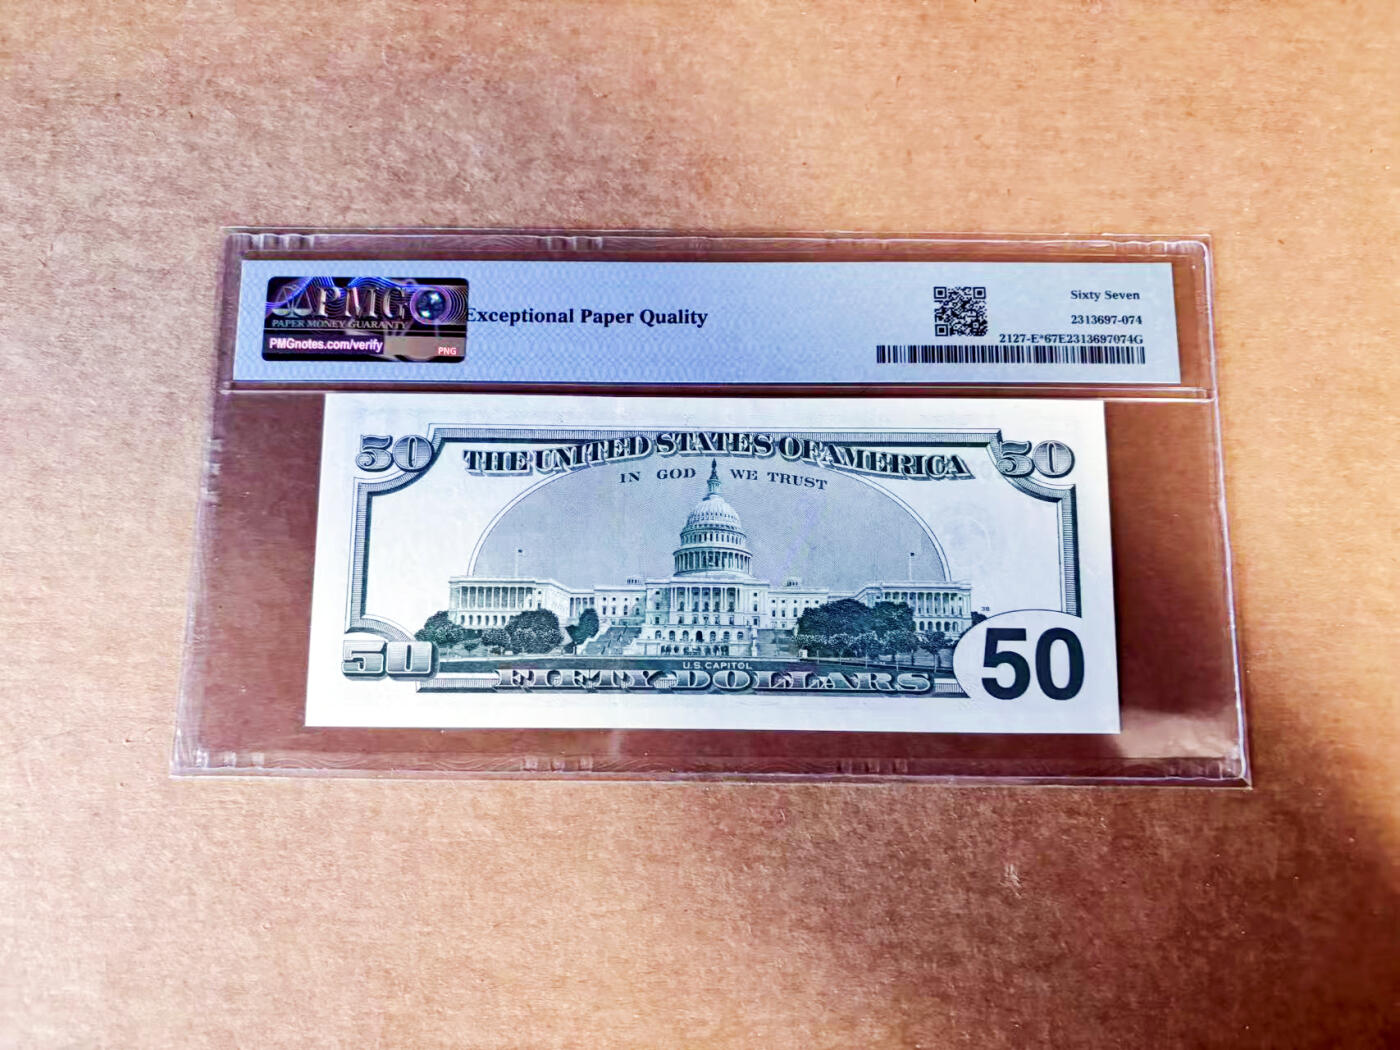 PMG
PAPER MONEY GUARANTY
PMGnotes.com/verify
PNG
Exceptional Paper Quality
Sixty Seven
2313697-074
2127-E*67E2313697074G
50
THE UNITED STATES OF AMERICA
50
IN GOD WE TRUST
38
50
U.S. CAPITOL
FIFTY DOLLARS
50